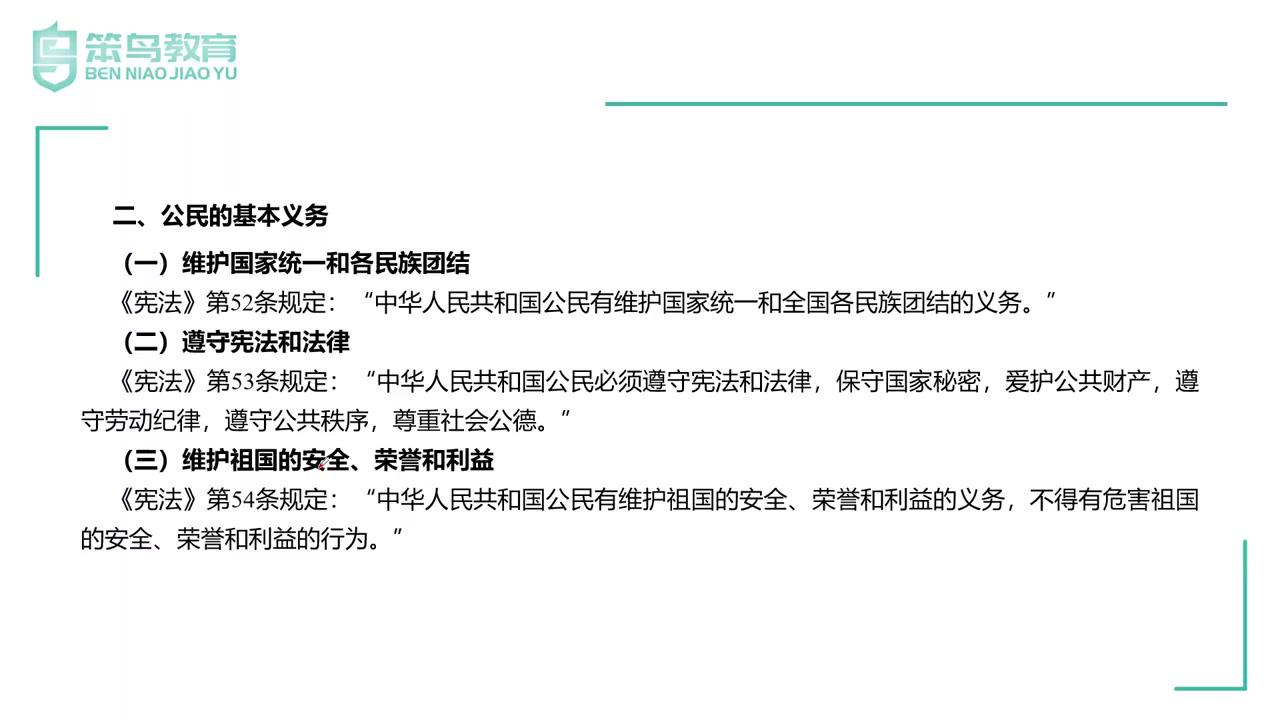 笨鸟教育
BEN NIAO JIAO YU
二、公民的基本义务
（一）维护国家统一和各民族团结
《宪法》第52条规定：“中华人民共和国公民有维护国家统一和全国各民族团结的义务。”
（二）遵守宪法和法律
《宪法》第53条规定：“中华人民共和国公民必须遵守宪法和法律，保守国家秘密，爱护公共财产，遵
守劳动纪律，遵守公共秩序，尊重社会公德。”
（三）维护祖国的安全、荣誉和利益
《宪法》第54条规定：“中华人民共和国公民有维护祖国的安全、荣誉和利益的义务，不得有危害祖国
的安全、荣誉和利益的行为。”